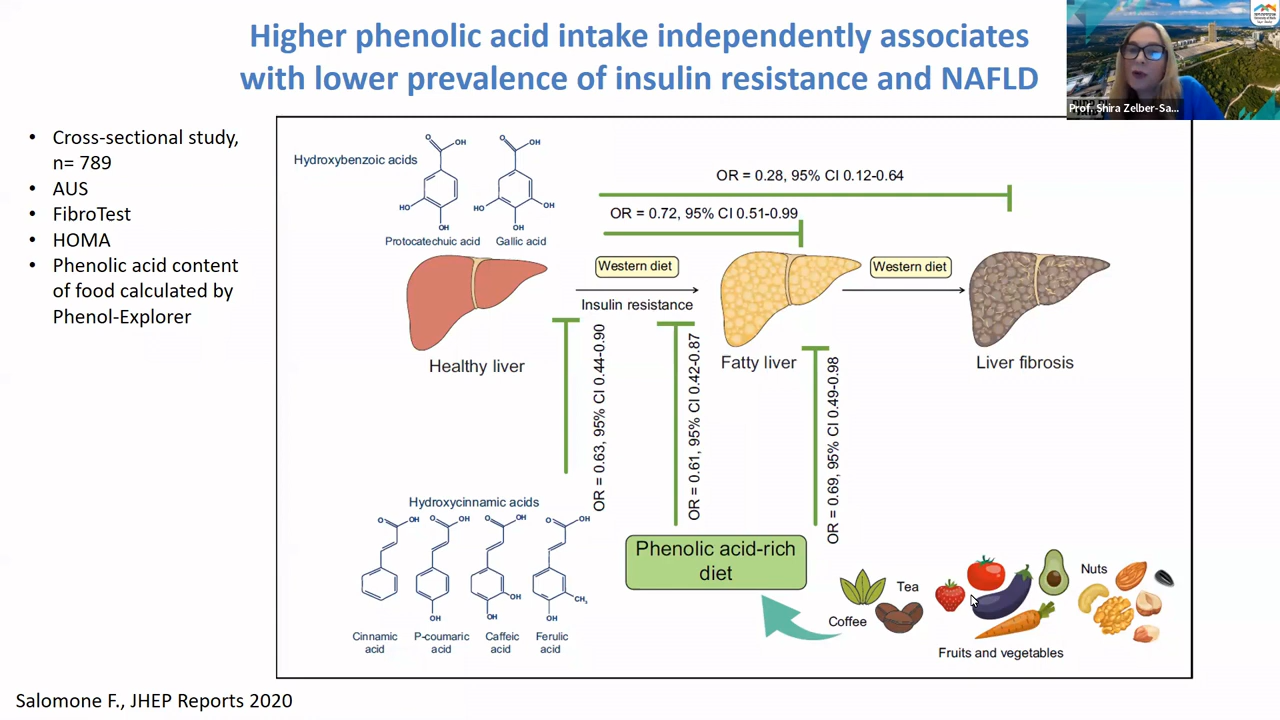 Higher phenolic acid intake independently associates
with lower prevalence of insulin resistance and NAFLD
Prof. Shira Zelber-Sa...
• Cross-sectional study,
n= 789
• AUS
• FibroTest
• HOMA
• Phenolic acid content
of food calculated by
Phenol-Explorer
Hydroxybenzoic acids
O
OH
HO
OH
Protocatechuic acid
O
OH
HO
OH
OH
Gallic acid
OR = 0.28, 95% CI 0.12-0.64
OR = 0.72, 95% CI 0.51-0.99
Western diet
Insulin resistance
Western diet
Healthy liver
Fatty liver
Liver fibrosis
OR = 0.63, 95% CI 0.44-0.90
OR = 0.61, 95% CI 0.42-0.87
OR = 0.69, 95% CI 0.49-0.98
Hydroxycinnamic acids
O
OH
O
OH
O
OH
O
OH
OH
OH
OH
CH₃
OH
Cinnamic
acid
P-coumaric
acid
Caffeic
acid
Ferulic
acid
Phenolic acid-rich
diet
Tea
Coffee
Nuts
Fruits and vegetables
Salomone F., JHEP Reports 2020